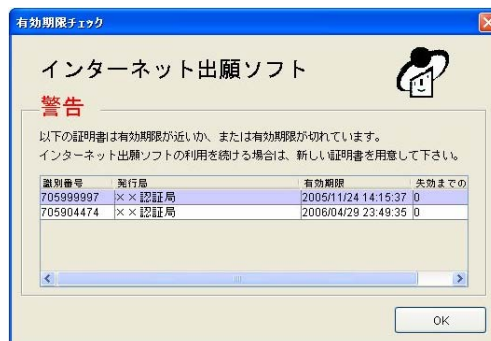 有効期限チェック
インターネット出願ソフト
警告
以下の証明書は有効期限が近いか、または有効期限が切れています。
インターネット出願ソフトの利用を続ける場合は、新しい証明書を用意して下さい。
識別番号 発行局 有効期限 失効までの
705999997 ××認証局 2005/11/24 14:15:37 0
705904474 ××認証局 2006/04/29 23:49:35 0
OK